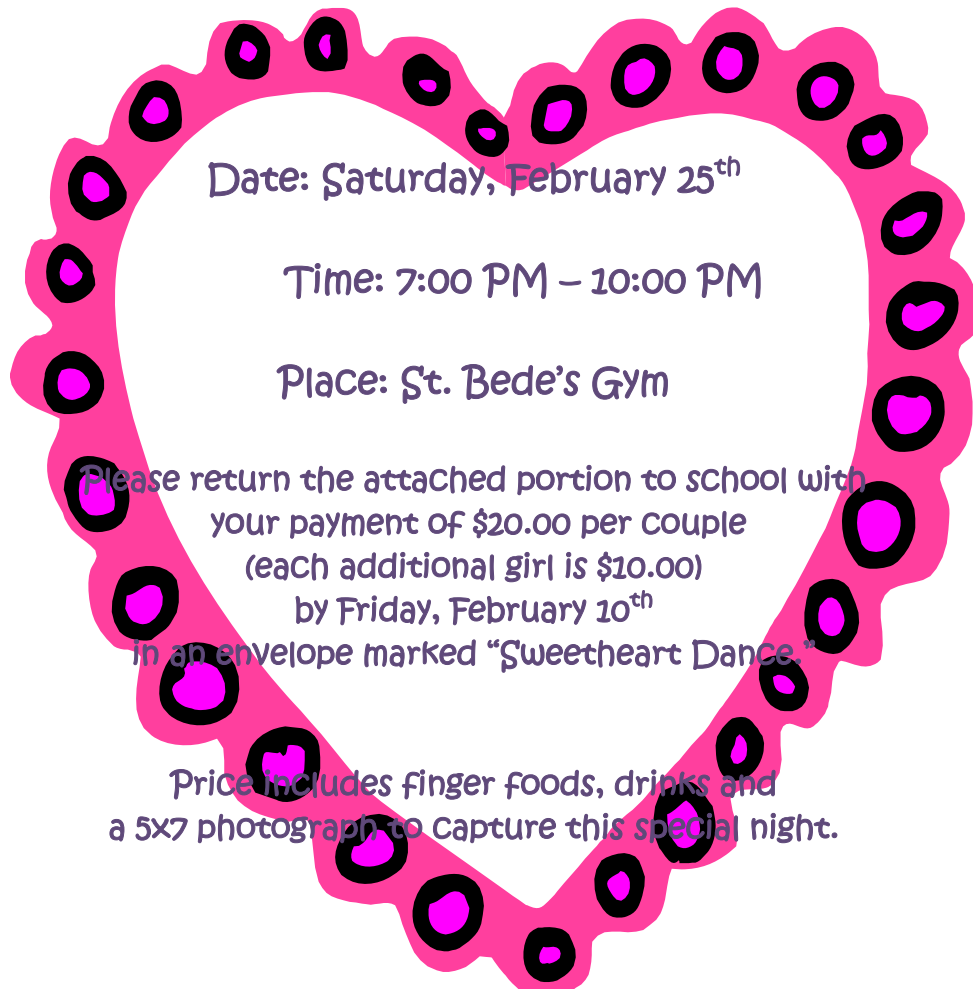 Date: Saturday, February 25th
Time: 7:00 PM – 10:00 PM
Place: St. Bede’s Gym
Please return the attached portion to school with
your payment of $20.00 per couple
(each additional girl is $10.00)
by Friday, February 10th
in an envelope marked “Sweetheart Dance.”
Price includes finger foods, drinks and
a 5x7 photograph to capture this special night.